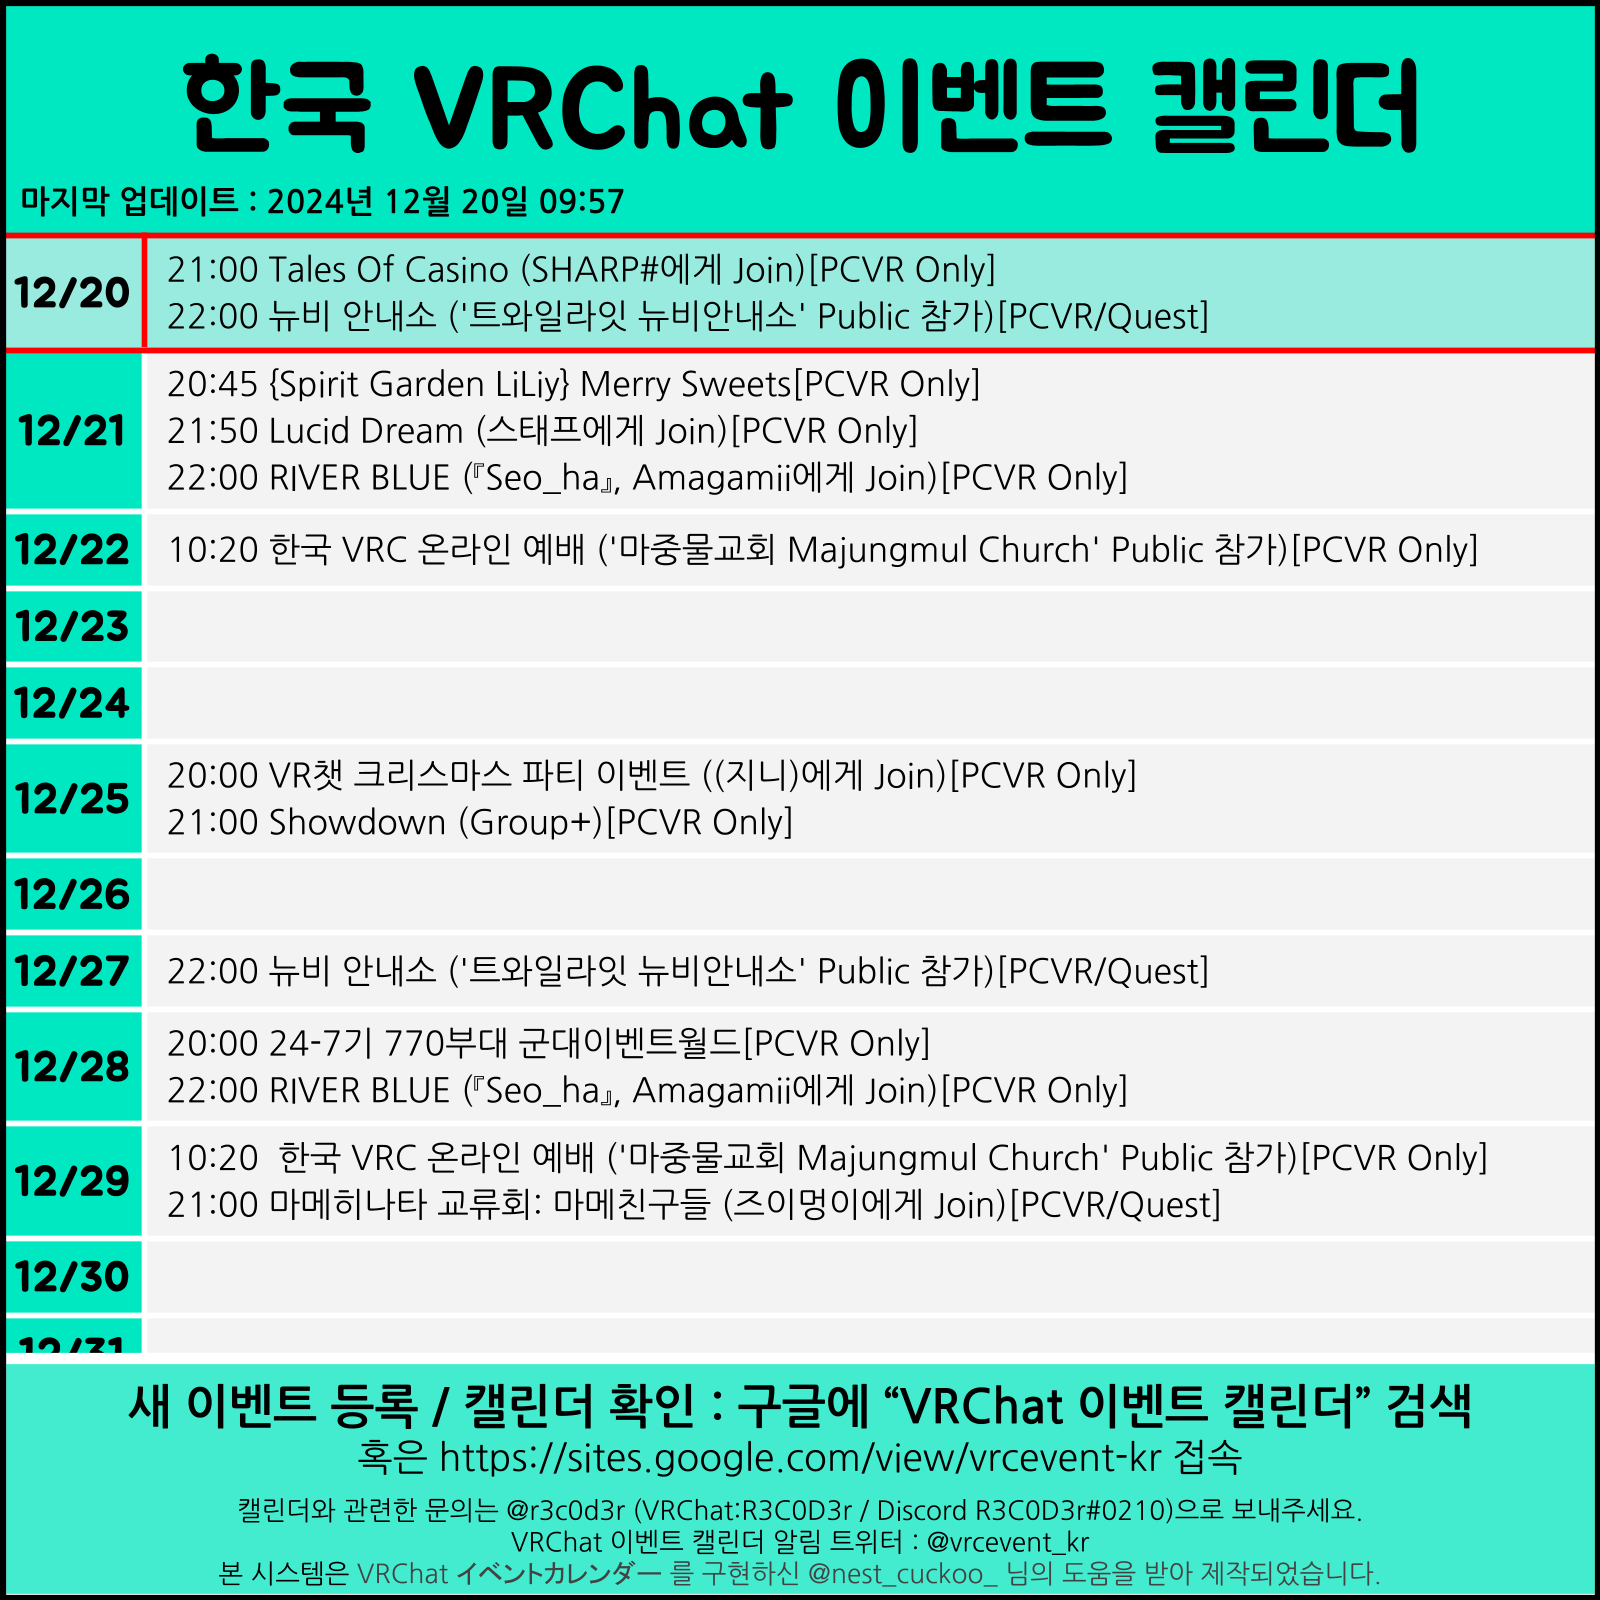 한국 VRChat 이벤트 캘린더
마지막 업데이트 : 2024년 12월 20일 09:57
12/20
21:00 Tales Of Casino (SHARP#에게 Join)[PCVR Only]
22:00 뉴비 안내소 ('트와일라잇 뉴비안내소' Public 참가)[PCVR/Quest]
12/21
20:45 {Spirit Garden LiLiy} Merry Sweets[PCVR Only]
21:50 Lucid Dream (스태프에게 Join)[PCVR Only]
22:00 RIVER BLUE (『Seo_ha』, Amagamii에게 Join)[PCVR Only]
12/22
10:20 한국 VRC 온라인 예배 ('마중물교회 Majungmul Church' Public 참가)[PCVR Only]
12/23
12/24
12/25
20:00 VR챗 크리스마스 파티 이벤트 ((지니)에게 Join)[PCVR Only]
21:00 Showdown (Group+)[PCVR Only]
12/26
12/27
22:00 뉴비 안내소 ('트와일라잇 뉴비안내소' Public 참가)[PCVR/Quest]
12/28
20:00 24-7기 770부대 군대이벤트월드[PCVR Only]
22:00 RIVER BLUE (『Seo_ha』, Amagamii에게 Join)[PCVR Only]
12/29
10:20  한국 VRC 온라인 예배 ('마중물교회 Majungmul Church' Public 참가)[PCVR Only]
21:00 마메히나타 교류회: 마메친구들 (즈이멍이에게 Join)[PCVR/Quest]
12/30
12/31
새 이벤트 등록 / 캘린더 확인 : 구글에 “VRChat 이벤트 캘린더” 검색
혹은 https://sites.google.com/view/vrcevent-kr 접속
캘린더와 관련한 문의는 @r3c0d3r (VRChat:R3C0D3r / Discord R3C0D3r#0210)으로 보내주세요.
VRChat 이벤트 캘린더 알림 트위터 : @vrcevent_kr
본 시스템은 VRChat イベントカレンダー 를 구현하신 @nest_cuckoo_ 님의 도움을 받아 제작되었습니다.